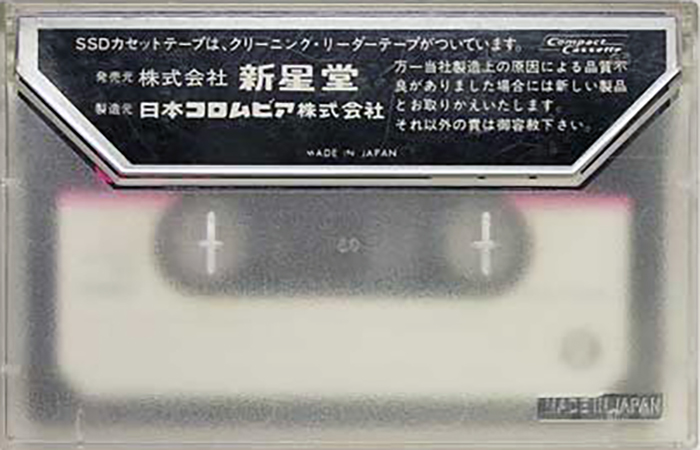 SSDカセットテープは、クリーニング・リーダーテープがついています。
Compact
Cassette
発売元 株式会社 新星堂
製造元 日本コロムビア株式会社
万一当社製造上の原因による品質不
良がありました場合には新しい製品
とお取りかえいたします。
それ以外の責は御容赦下さい。
MADE IN JAPAN
60
MADE IN JAPAN